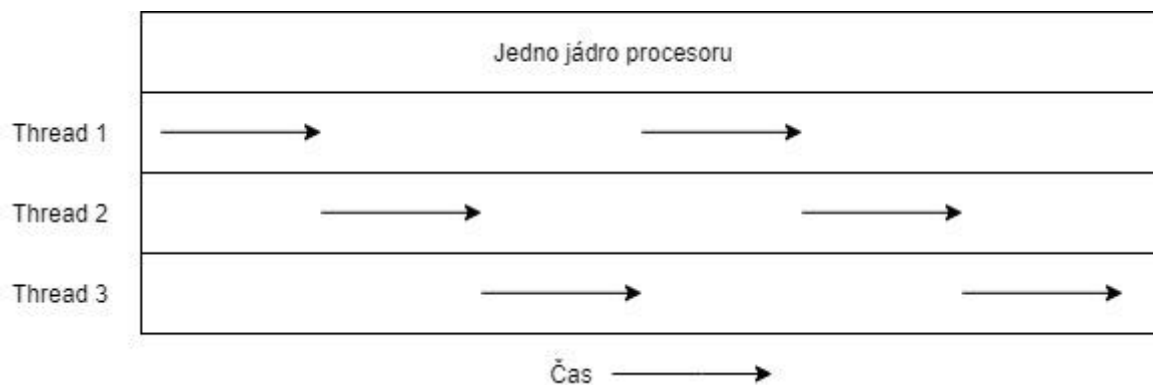 Jedno jádro procesoru
Thread 1
Thread 2
Thread 3
Čas